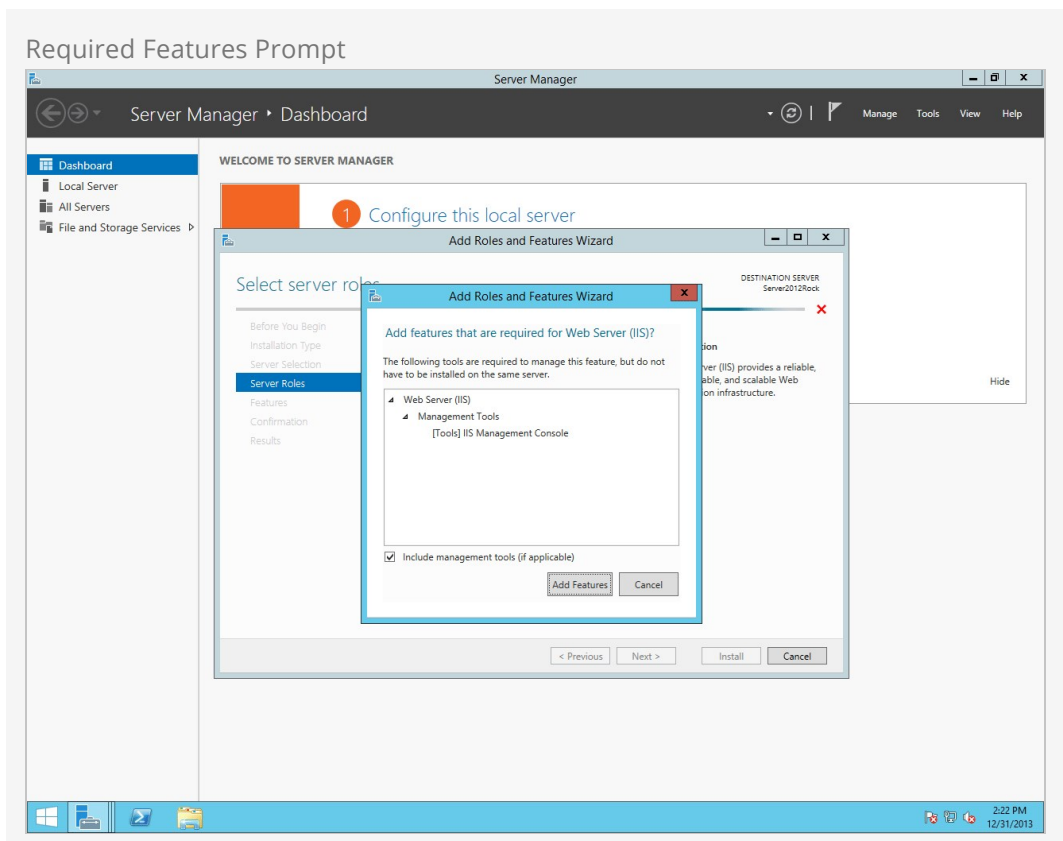 Required Features Prompt
Server Manager
Server Manager • Dashboard
Manage Tools View Help
Dashboard
Local Server
All Servers
File and Storage Services
WELCOME TO SERVER MANAGER
1 Configure this local server
Hide
Add Roles and Features Wizard
Select server
DESTINATION SERVER
Server2012Rock
Before You Begin
Installation Type
Server Selection
Server Roles
Features
Confirmation
Results
(IIS) provides a reliable,
and scalable Web
infrastructure.
Add Roles and Features Wizard
X
Add features that are required for Web Server (IIS)?
The following tools are required to manage this feature, but do not
have to be installed on the same server.
Web Server (IIS)
Management Tools
[Tools] IIS Management Console
Include management tools (if applicable)
Add Features Cancel
< Previous Next > Install Cancel
2:22 PM
12/31/2013